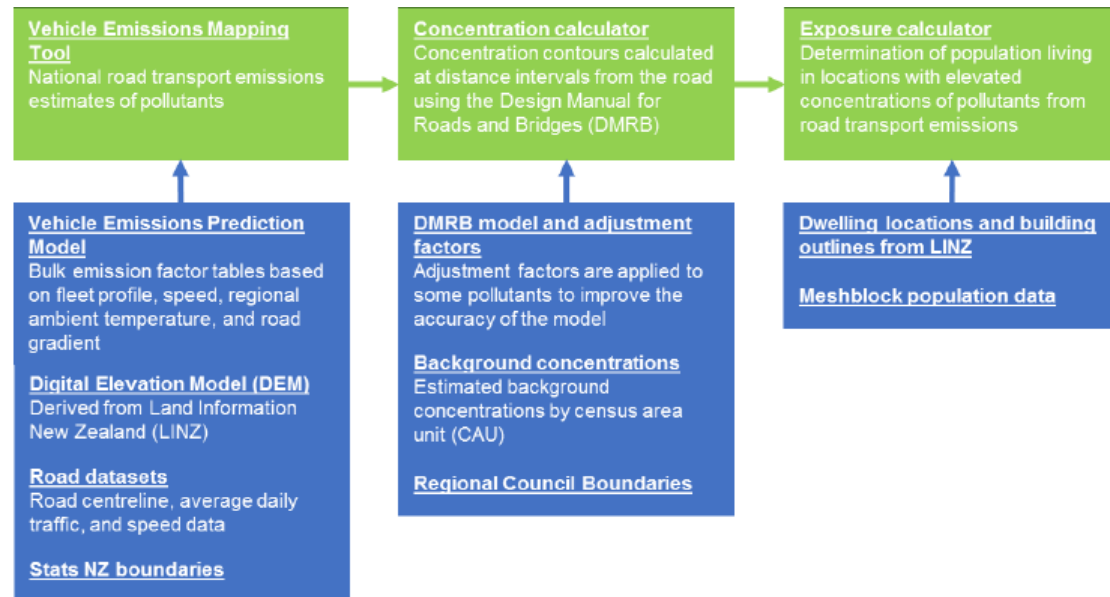 Vehicle Emissions Mapping
Tool
National road transport emissions
estimates of pollutants
Concentration calculator
Concentration contours calculated
at distance intervals from the road
using the Design Manual for
Roads and Bridges (DMRB)
Exposure calculator
Determination of population living
in locations with elevated
concentrations of pollutants from
road transport emissions
Vehicle Emissions Prediction
Model
Bulk emission factor tables based
on fleet profile, speed, regional
ambient temperature, and road
gradient
Digital Elevation Model (DEM)
Derived from Land Information
New Zealand (LINZ)
Road datasets
Road centreline, average daily
traffic, and speed data
Stats NZ boundaries
DMRB model and adjustment
factors
Adjustment factors are applied to
some pollutants to improve the
accuracy of the model
Background concentrations
Estimated background
concentrations by census area
unit (CAU)
Regional Council Boundaries
Dwelling locations and building
outlines from LINZ
Meshblock population data